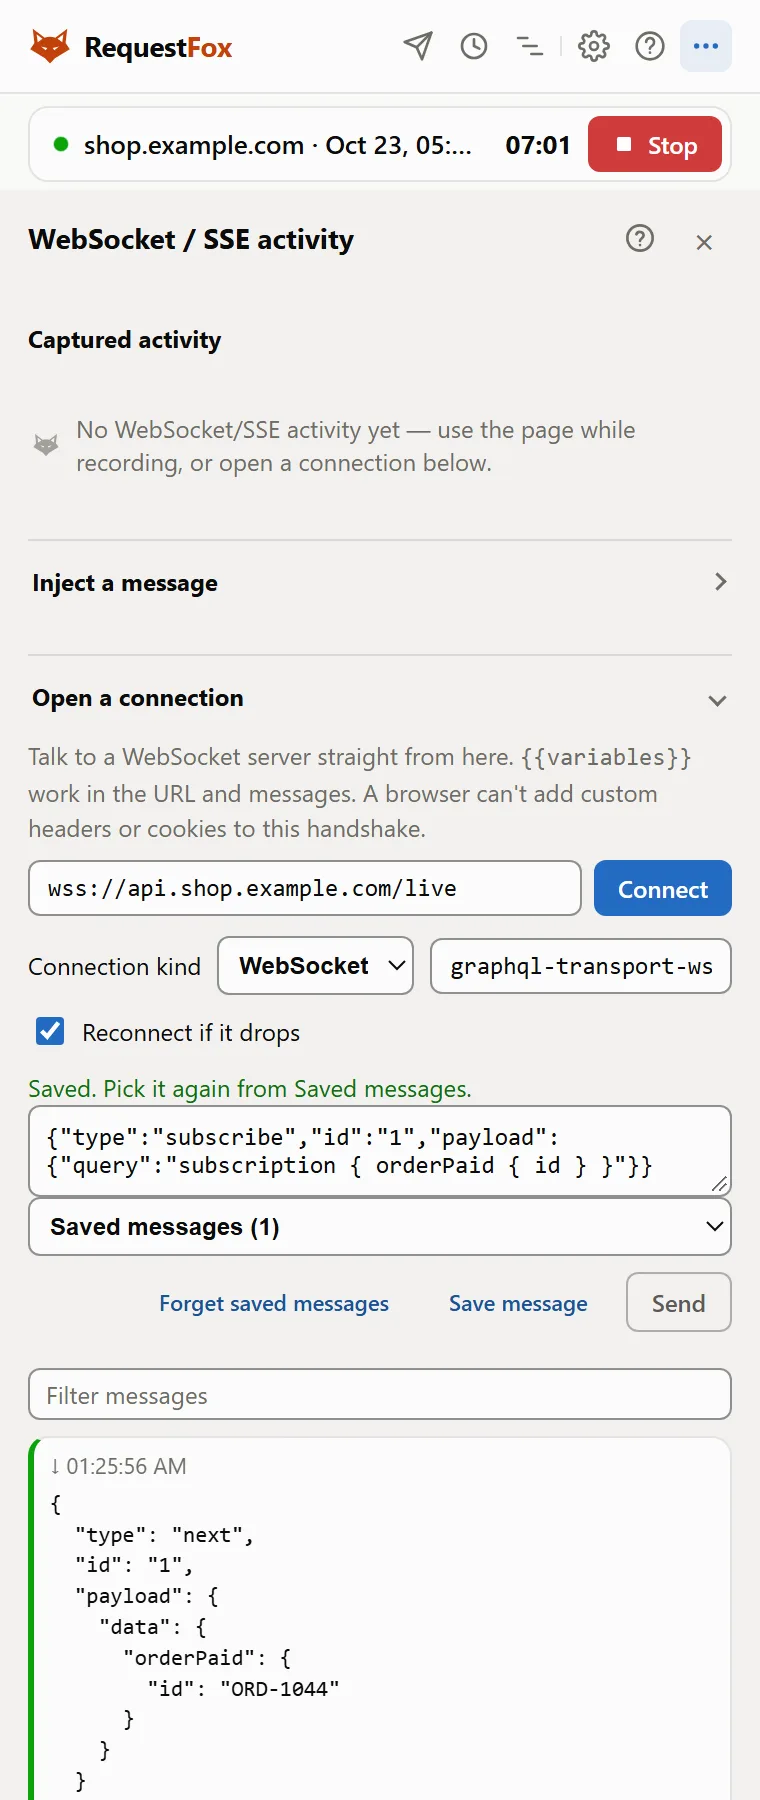 RequestFox
shop.example.com · Oct 23, 05:...
07:01
Stop
WebSocket / SSE activity
Captured activity
No WebSocket/SSE activity yet — use the page while
recording, or open a connection below.
Inject a message
Open a connection
Talk to a WebSocket server straight from here. {{variables}}
work in the URL and messages. A browser can't add custom
headers or cookies to this handshake.
wss://api.shop.example.com/live
Connect
Connection kind
WebSocket
graphql-transport-ws
Reconnect if it drops
Saved. Pick it again from Saved messages.
{"type":"subscribe","id":"1","payload":
{"query":"subscription { orderPaid { id } }"}}
Saved messages (1)
Forget saved messages
Save message
Send
Filter messages
↓ 01:25:56 AM
{
"type": "next",
"id": "1",
"payload": {
"data": {
"orderPaid": {
"id": "ORD-1044"
}
}
}